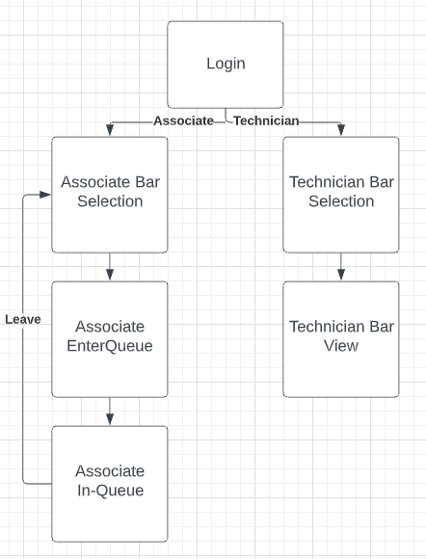 Login
Associate
Technician
Associate Bar
Selection
Technician Bar
Selection
Leave
Associate
EnterQueue
Technician Bar
View
Associate
In-Queue